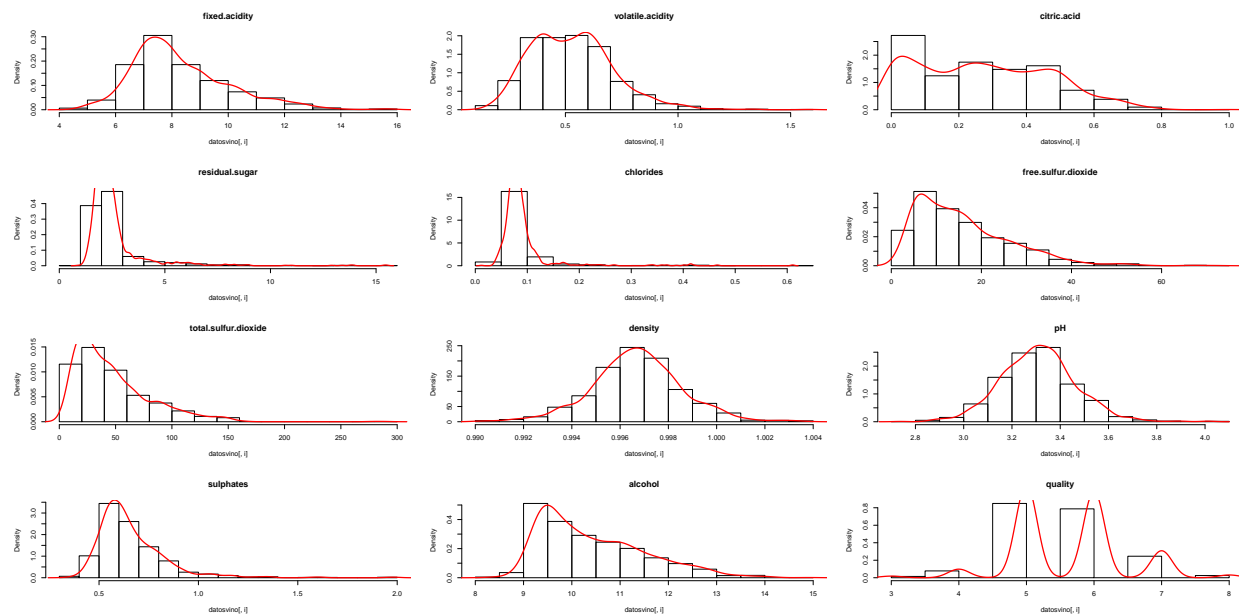 fixed.acidity
Density
0.00 0.10 0.20 0.30
4 6 8 10 12 14 16
datosvino[, i]
volatile.acidity
Density
0.0 0.5 1.0 1.5 2.0
0.5 1.0 1.5
datosvino[, i]
citric.acid
Density
0.0 1.0 2.0
0.0 0.2 0.4 0.6 0.8 1.0
datosvino[, i]
residual.sugar
Density
0.0 0.1 0.2 0.3 0.4
0 5 10 15
datosvino[, i]
chlorides
Density
0 5 10 15
0.0 0.1 0.2 0.3 0.4 0.5 0.6
datosvino[, i]
free.sulfur.dioxide
Density
0.00 0.02 0.04
0 20 40 60
datosvino[, i]
total.sulfur.dioxide
Density
0.000 0.005 0.010 0.015
0 50 100 150 200 250 300
datosvino[, i]
density
Density
0 50 150 250
0.990 0.992 0.994 0.996 0.998 1.000 1.002 1.004
datosvino[, i]
pH
Density
0.0 1.0 2.0
2.8 3.0 3.2 3.4 3.6 3.8 4.0
datosvino[, i]
sulphates
Density
0.0 1.0 2.0 3.0
0.5 1.0 1.5 2.0
datosvino[, i]
alcohol
Density
0.0 0.2 0.4
8 9 10 11 12 13 14 15
datosvino[, i]
quality
Density
0.0 0.2 0.4 0.6 0.8
3 4 5 6 7 8
datosvino[, i]